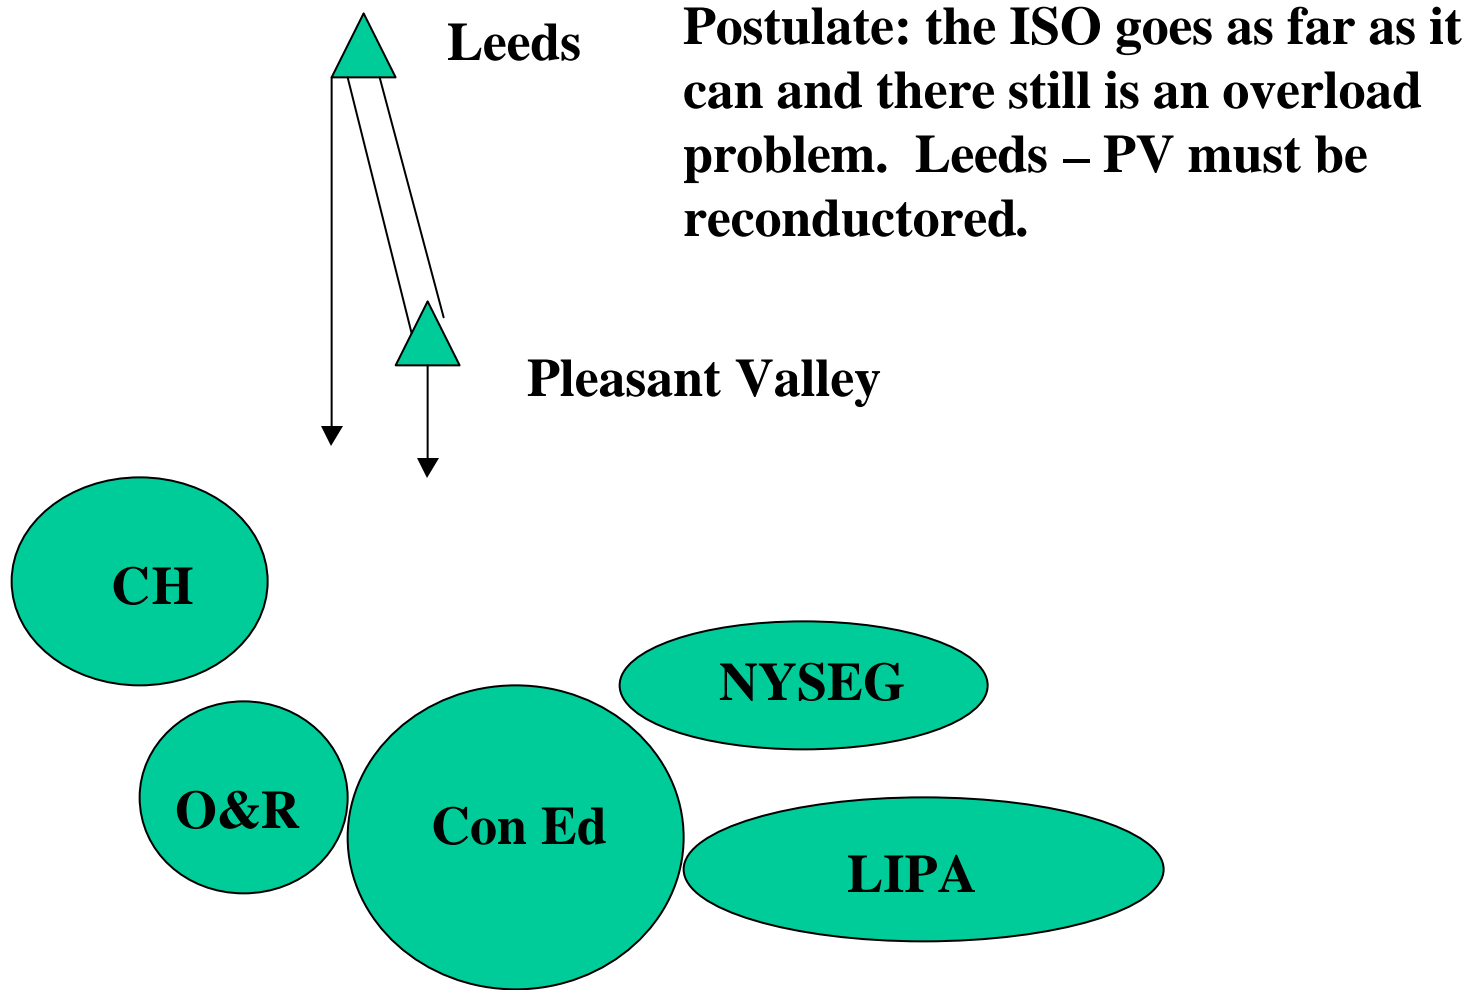 Leeds
Postulate: the ISO goes as far as it
can and there still is an overload
problem.  Leeds – PV must be
reconductored.
Pleasant Valley
CH
NYSEG
O&R
Con Ed
LIPA